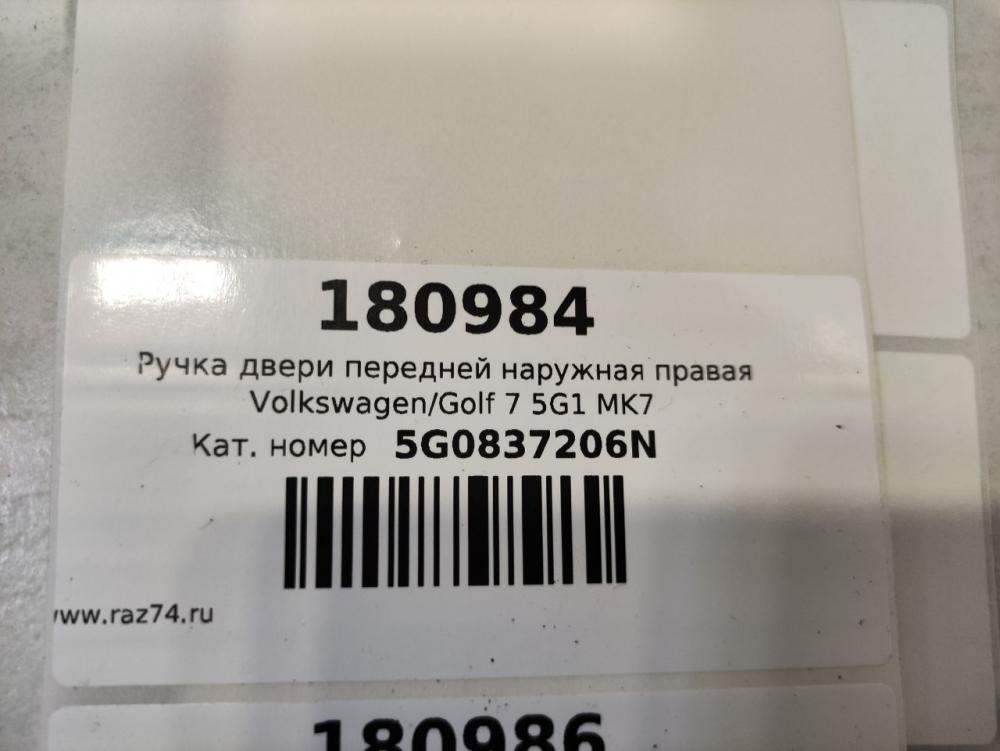 180984
Ручка двери передней наружная правая
Volkswagen/Golf 7 5G1 MK7
Кат. номер 5G0837206N
www.raz74.ru
180986